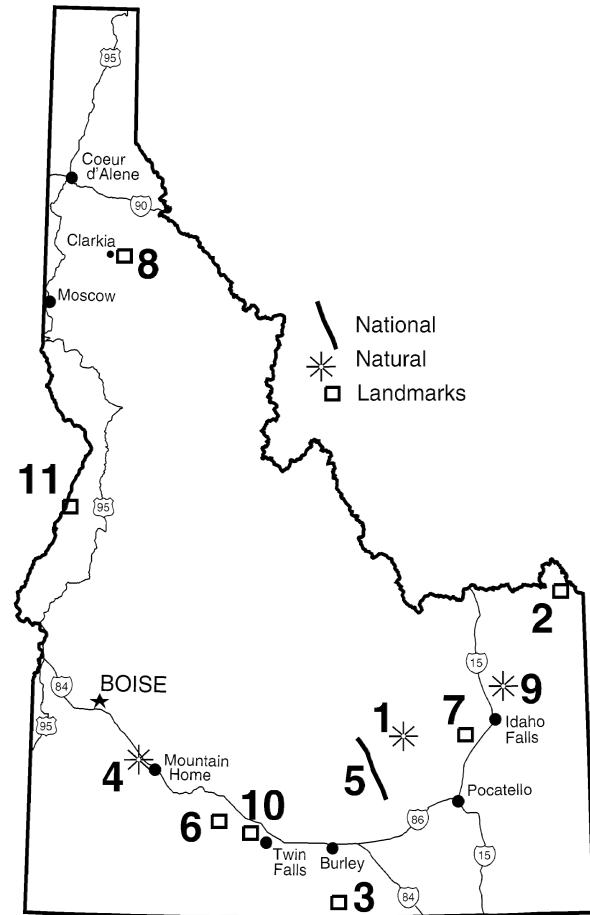 95
Coeur
d'Alene
90
Clarkia
8
Moscow
National
Natural
Landmarks
11
95
2
15
9
84
BOISE
1
7
Idaho
Falls
95
4
Mountain
Home
5
10
Pocatello
6
86
Twin
Falls
Burley
15
3
84